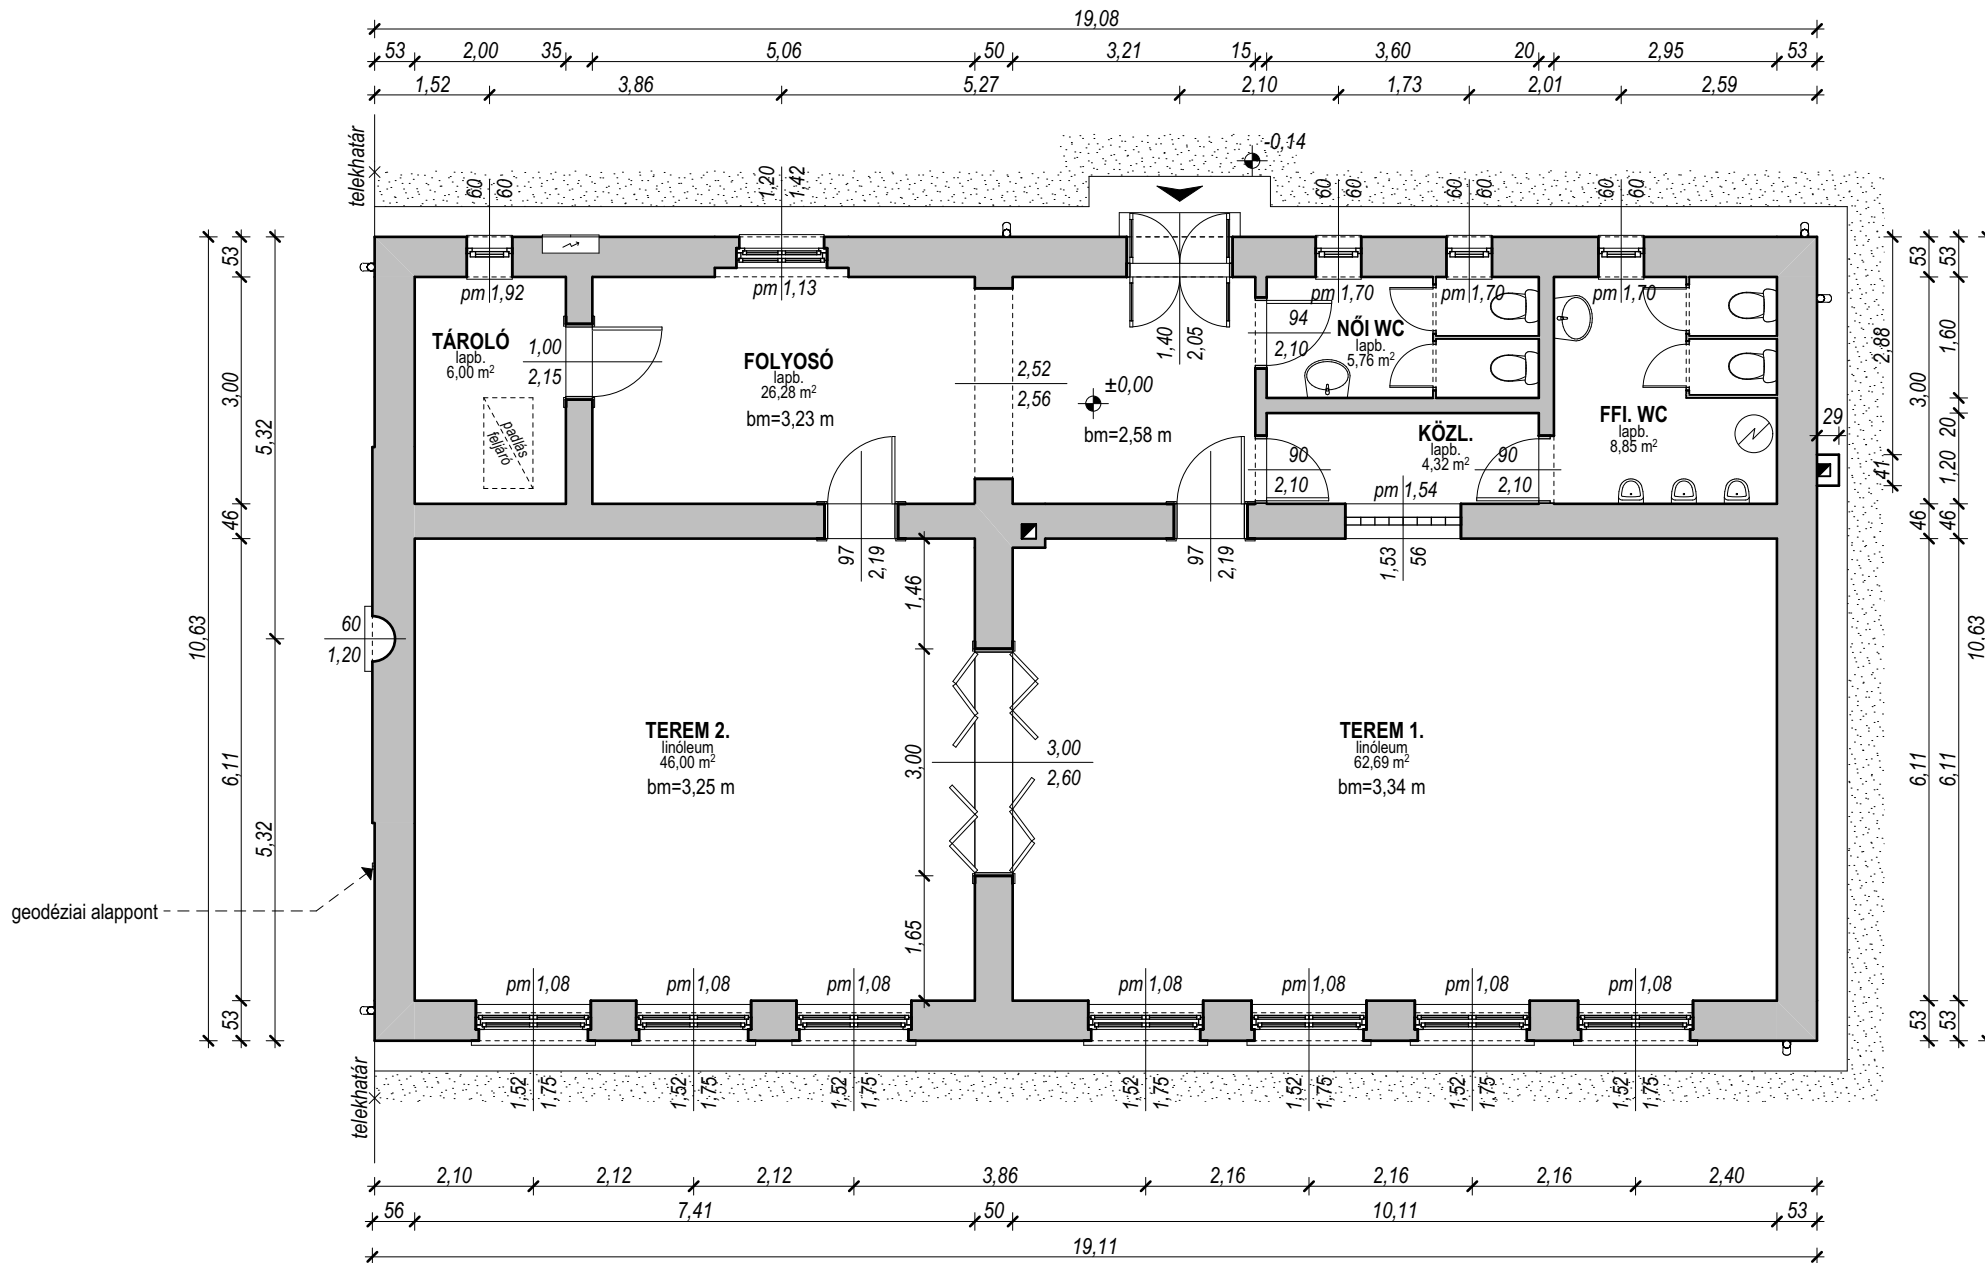 19,08
53 2,00 35 5,06 50 3,21 15 3,60 20 2,95 53
1,52 3,86 5,27 2,10 1,73 2,01 2,59
telekhatár
-0,14
60 60
1,20 1,42
60 60
60 60
60 60
pm 1,92
pm 1,13
pm 1,70
pm 1,70
pm 1,70
TÁROLÓ
lapb.
6,00 m²
1,00
2,15
padlás
feljáró
FOLYOSÓ
lapb.
26,28 m²
bm=3,23 m
2,52
2,56
±0,00
bm=2,58 m
1,40 2,05
94
2,10
NŐI WC
lapb.
5,76 m²
FFI. WC
lapb.
8,85 m²
KÖZL.
lapb.
4,32 m²
90
2,10
90
2,10
pm 1,54
97 2,19
97 2,19
1,53 56
53
3,00
46
6,11
53
10,63
5,32
5,32
60
1,20
1,46
3,00
1,65
3,00
2,60
TEREM 2.
linóleum
46,00 m²
bm=3,25 m
TEREM 1.
linóleum
62,69 m²
bm=3,34 m
2,88
41
29
53
3,00
46
6,11
53
53
1,60
20
1,20
46
6,11
53
10,63
geodéziai alappont
pm 1,08
pm 1,08
pm 1,08
pm 1,08
pm 1,08
pm 1,08
pm 1,08
telekhatár
1,52 1,75
1,52 1,75
1,52 1,75
1,52 1,75
1,52 1,75
1,52 1,75
1,52 1,75
2,10 2,12 2,12 3,86 2,16 2,16 2,16 2,40
56 7,41 50 10,11 53
19,11